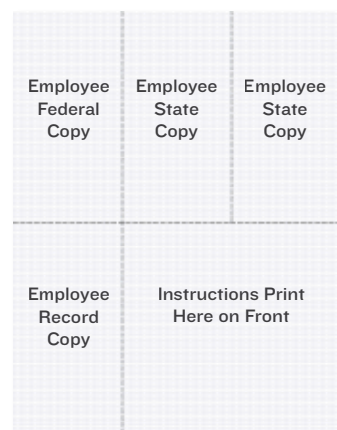 Employee
Federal
Copy
Employee
State
Copy
Employee
State
Copy
Employee
Record
Copy
Instructions Print
Here on Front